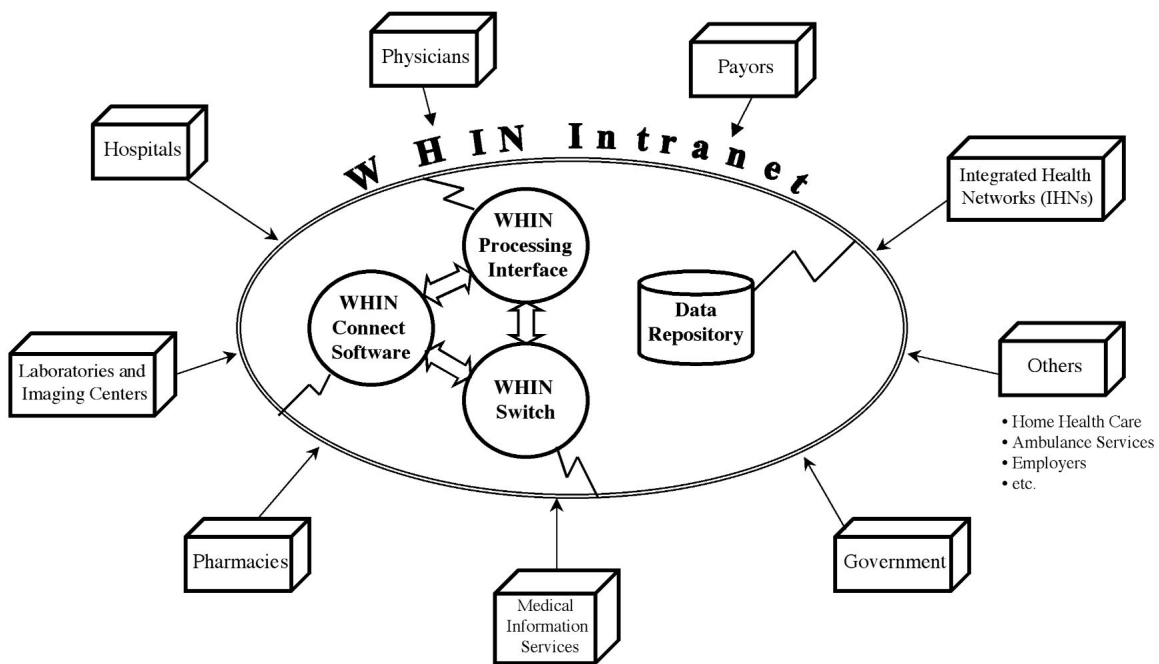 Physicians
Payors
Hospitals
WHIN Intranet
Integrated Health
Networks (IHNs)
WHIN
Processing
Interface
WHIN
Connect
Software
Data
Repository
WHIN
Switch
Laboratories and
Imaging Centers
Others
• Home Health Care
• Ambulance Services
• Employers
• etc.
Pharmacies
Medical
Information
Services
Government